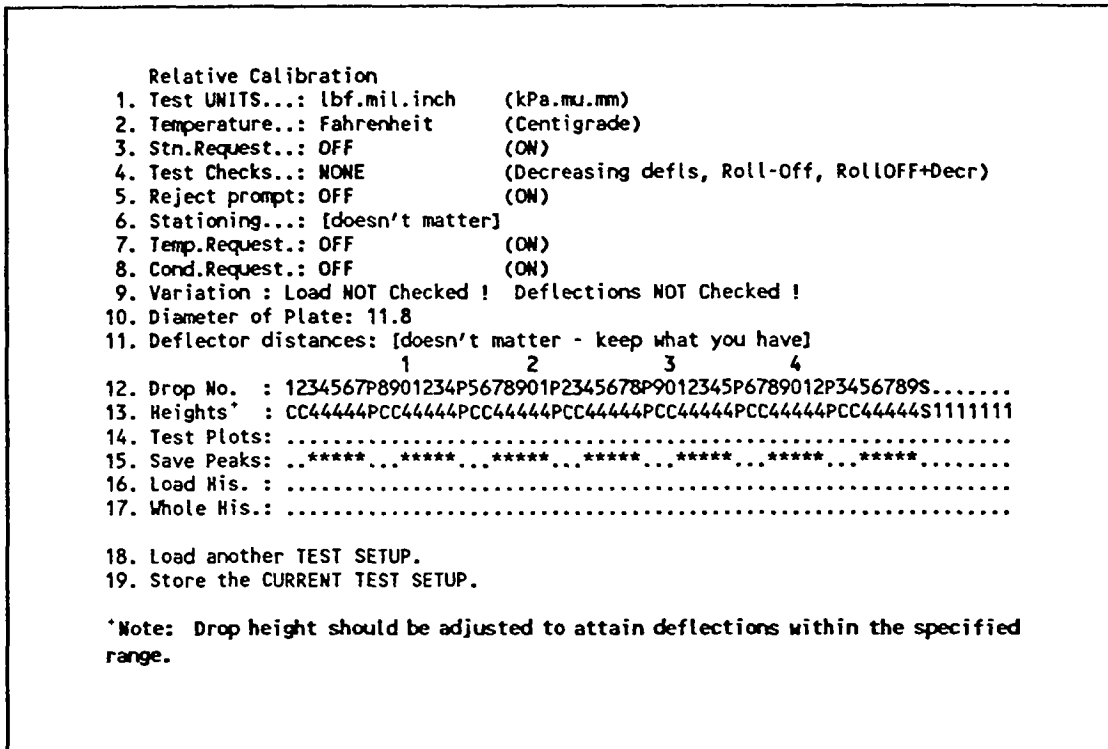 Relative Calibration
1. Test UNITS...: lbf.mil.inch (kPa.mu.mm)
2. Temperature..: Fahrenheit (Centigrade)
3. Stn.Request..: OFF (ON)
4. Test Checks..: NONE (Decreasing defls, Roll-Off, RollOFF+Decr)
5. Reject prompt: OFF (ON)
6. Stationing...: [doesn't matter]
7. Temp.Request.: OFF (ON)
8. Cond.Request.: OFF (ON)
9. Variation : Load NOT Checked ! Deflections NOT Checked !
10. Diameter of Plate: 11.8
11. Deflector distances: [doesn't matter - keep what you have]
1 2 3 4
12. Drop No. : 1234567P8901234P5678901P2345678P9012345P6789012P3456789S.......
13. Heights+ : CC44444PCC44444PCC44444PCC44444PCC44444PCC44444PCC44444S1111111
14. Test Plots: ...............................................................
15. Save Peaks: ..*****...*****...*****...*****...*****...*****...*****........
16. Load His. : ...............................................................
17. Whole His.: ...............................................................
18. Load another TEST SETUP.
19. Store the CURRENT TEST SETUP.
+Note: Drop height should be adjusted to attain deflections within the specified
range.